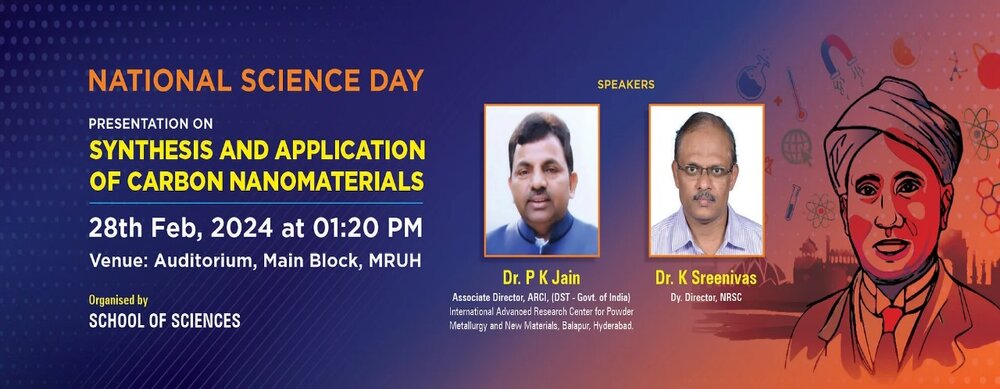 NATIONAL SCIENCE DAY
PRESENTATION ON
SYNTHESIS AND APPLICATION
OF CARBON NANOMATERIALS
28th Feb, 2024 at 01:20 PM
Venue: Auditorium, Main Block, MRUH
Organised by
SCHOOL OF SCIENCES
SPEAKERS
Dr. P K Jain
Associate Director, ARCI, (DST - Govt. of India)
International Advanced Research Center for Powder
Metallurgy and New Materials, Balapur, Hyderabad.
Dr. K Sreenivas
Dy. Director, NRSC